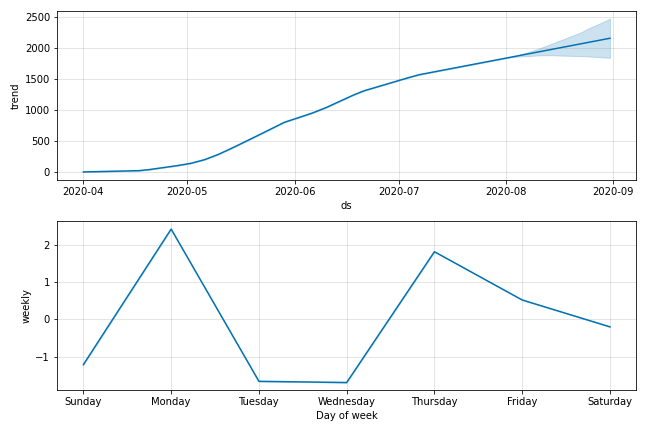 2500
2000
1500
1000
500
0
trend
2020-04 2020-05 2020-06 2020-07 2020-08 2020-09
ds
2
1
0
−1
weekly
Sunday Monday Tuesday Wednesday Thursday Friday Saturday
Day of week